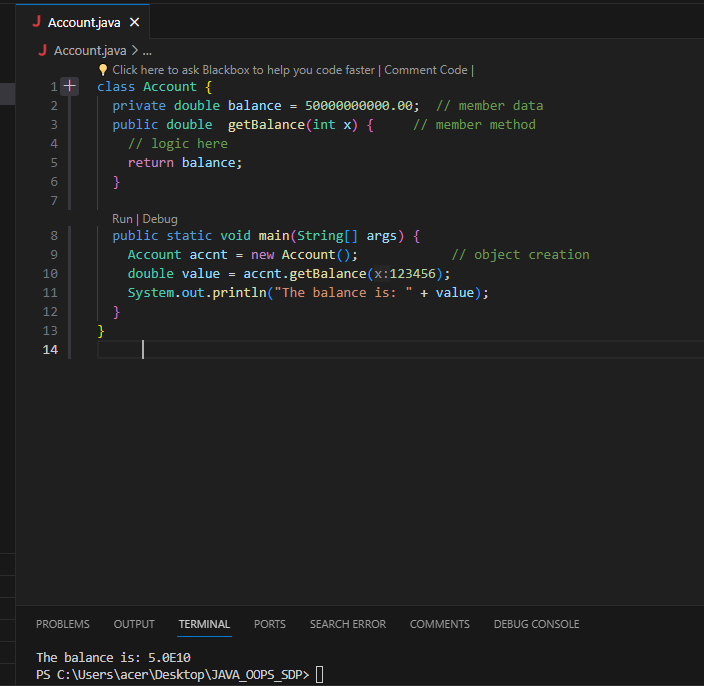 J Account.java ×
J Account.java > ...
Click here to ask Blackbox to help you code faster | Comment Code |
1 + class Account {
2 private double balance = 50000000000.00;  // member data
3 public double  getBalance(int x) {     // member method
4 // logic here
5 return balance;
6 }
7
Run | Debug
8 public static void main(String[] args) {
9 Account accnt = new Account();            // object creation
10 double value = accnt.getBalance(x:123456);
11 System.out.println("The balance is: " + value);
12 }
13 }
14
PROBLEMS OUTPUT TERMINAL PORTS SEARCH ERROR COMMENTS DEBUG CONSOLE
The balance is: 5.0E10
PS C:\Users\acer\Desktop\JAVA_OOPS_SDP>